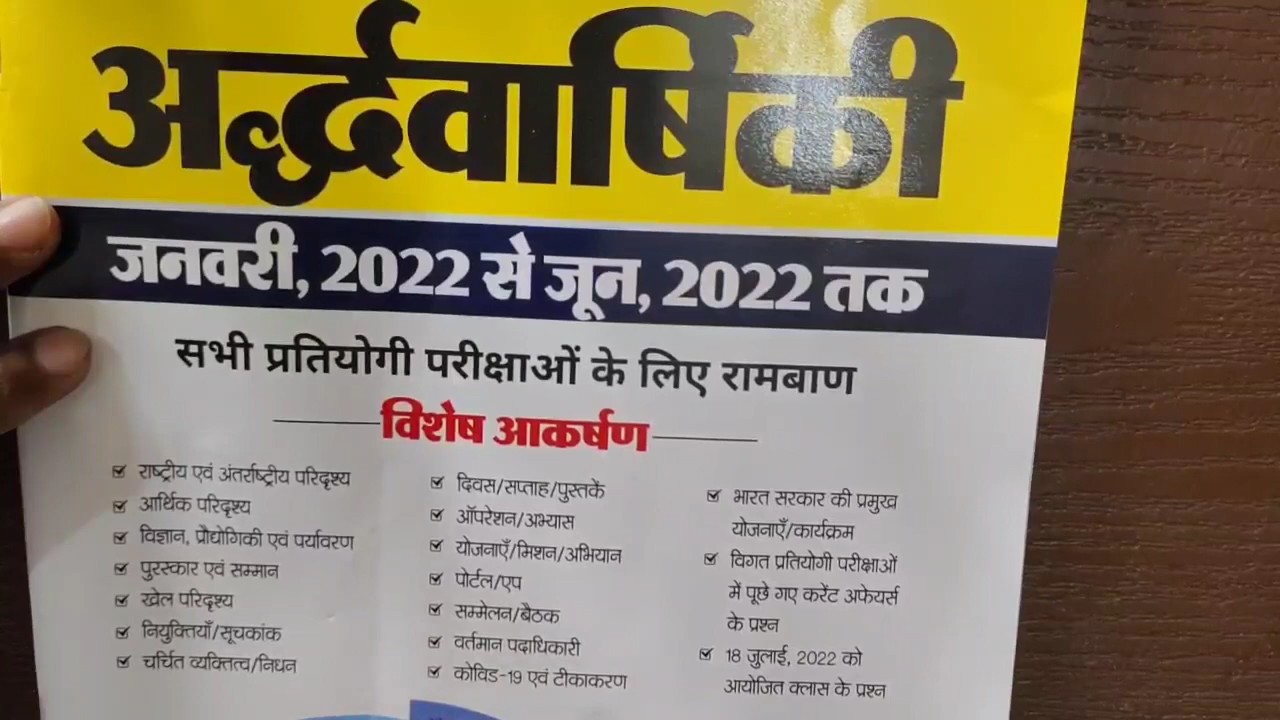 अर्द्धवार्षिकी
जनवरी, 2022 से जून, 2022 तक
सभी प्रतियोगी परीक्षाओं के लिए रामबाण
विशेष आकर्षण
राष्ट्रीय एवं अंतर्राष्ट्रीय परिदृश्य
आर्थिक परिदृश्य
विज्ञान, प्रौद्योगिकी एवं पर्यावरण
पुरस्कार एवं सम्मान
खेल परिदृश्य
नियुक्तियाँ/सूचकांक
चर्चित व्यक्तित्व/निधन
दिवस/सप्ताह/पुस्तकें
ऑपरेशन/अभ्यास
योजनाएँ/मिशन/अभियान
पोर्टल/एप
सम्मेलन/बैठक
वर्तमान पदाधिकारी
कोविड-19 एवं टीकाकरण
भारत सरकार की प्रमुख
योजनाएँ/कार्यक्रम
विगत प्रतियोगी परीक्षाओं
में पूछे गए करेंट अफेयर्स
के प्रश्न
18 जुलाई, 2022 को
आयोजित क्लास के प्रश्न